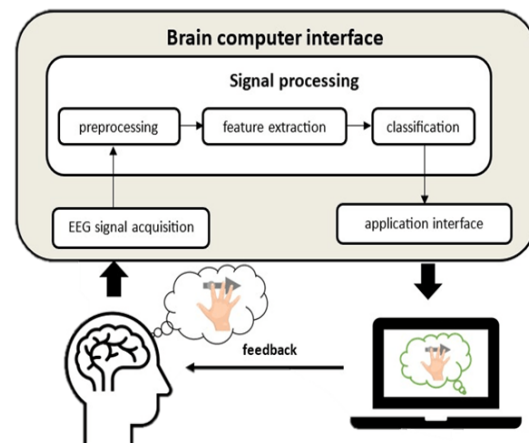 Brain computer interface
Signal processing
preprocessing
feature extraction
classification
EEG signal acquisition
application interface
feedback